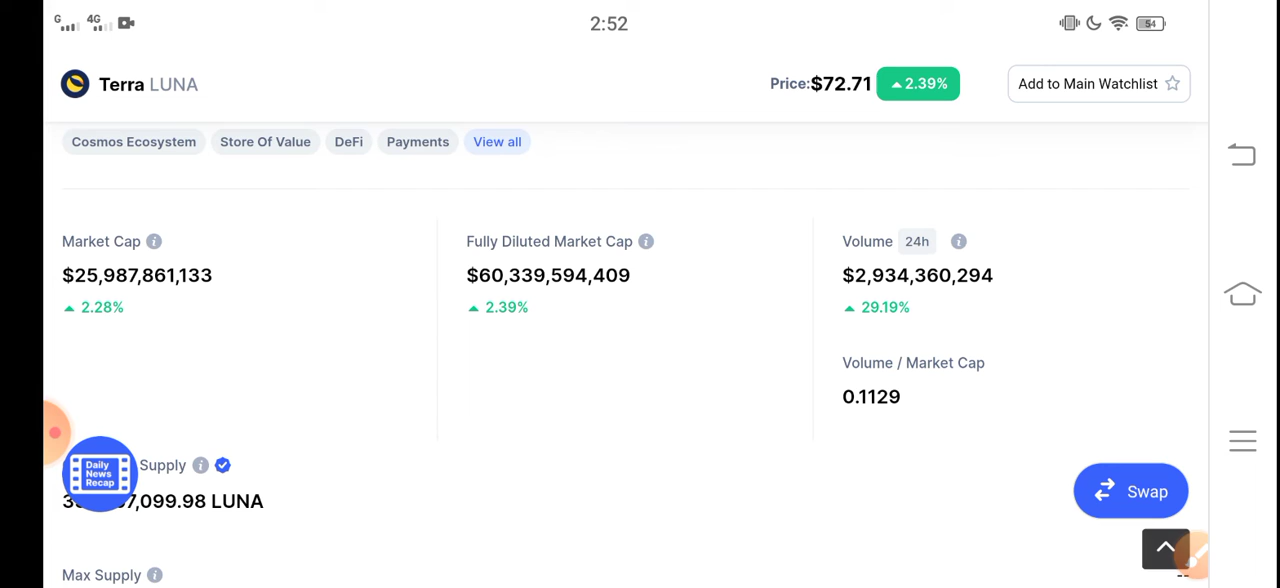 G 4G 2:52 54
Terra LUNA Price:$72.71 2.39% Add to Main Watchlist
Cosmos Ecosystem Store Of Value DeFi Payments View all
Market Cap Fully Diluted Market Cap Volume 24h
$25,987,861,133 $60,339,594,409 $2,934,360,294
2.28% 2.39% 29.19%
Volume / Market Cap
0.1129
Daily
News
Recap
Supply
7,099.98 LUNA
Swap
Max Supply --